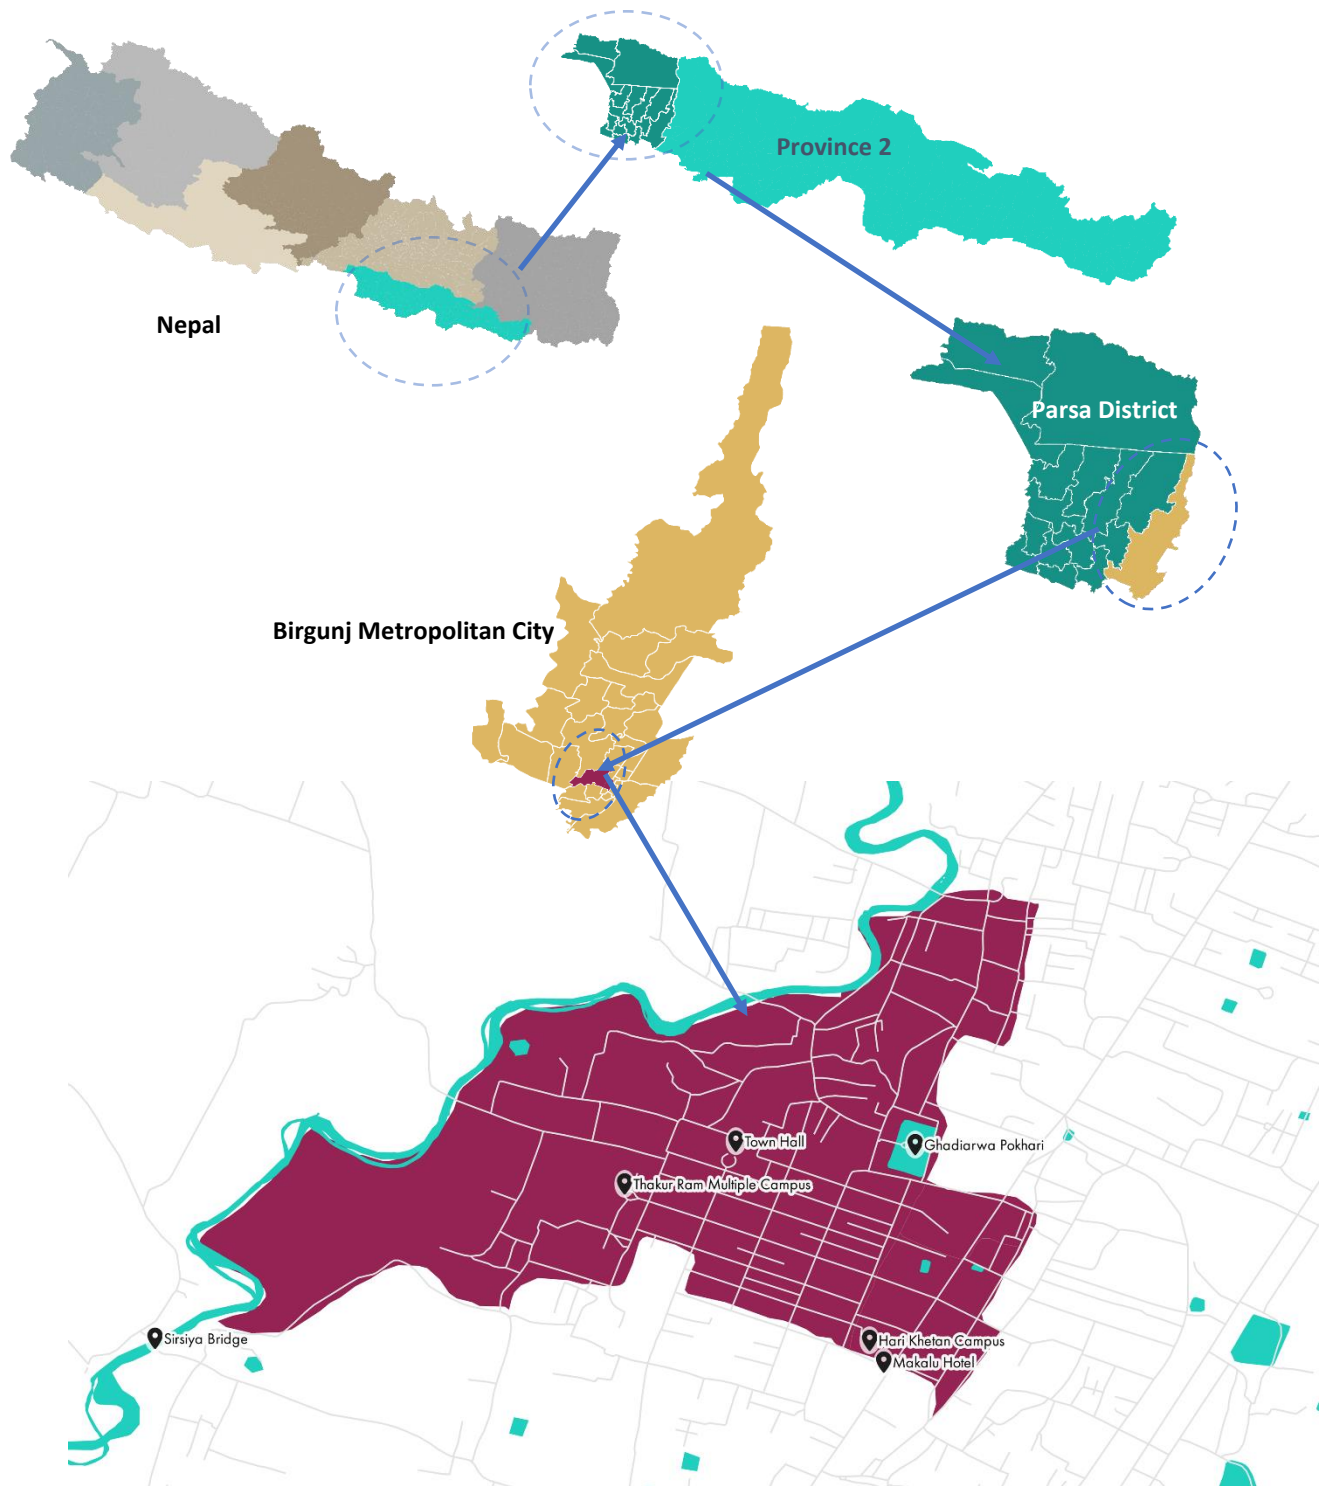 Province 2
Nepal
Parsa District
Birgunj Metropolitan City
Town Hall
Ghadiarwa Pokhari
Thakur Ram Multiple Campus
Sirsiya Bridge
Hari Khetan Campus
Makalu Hotel